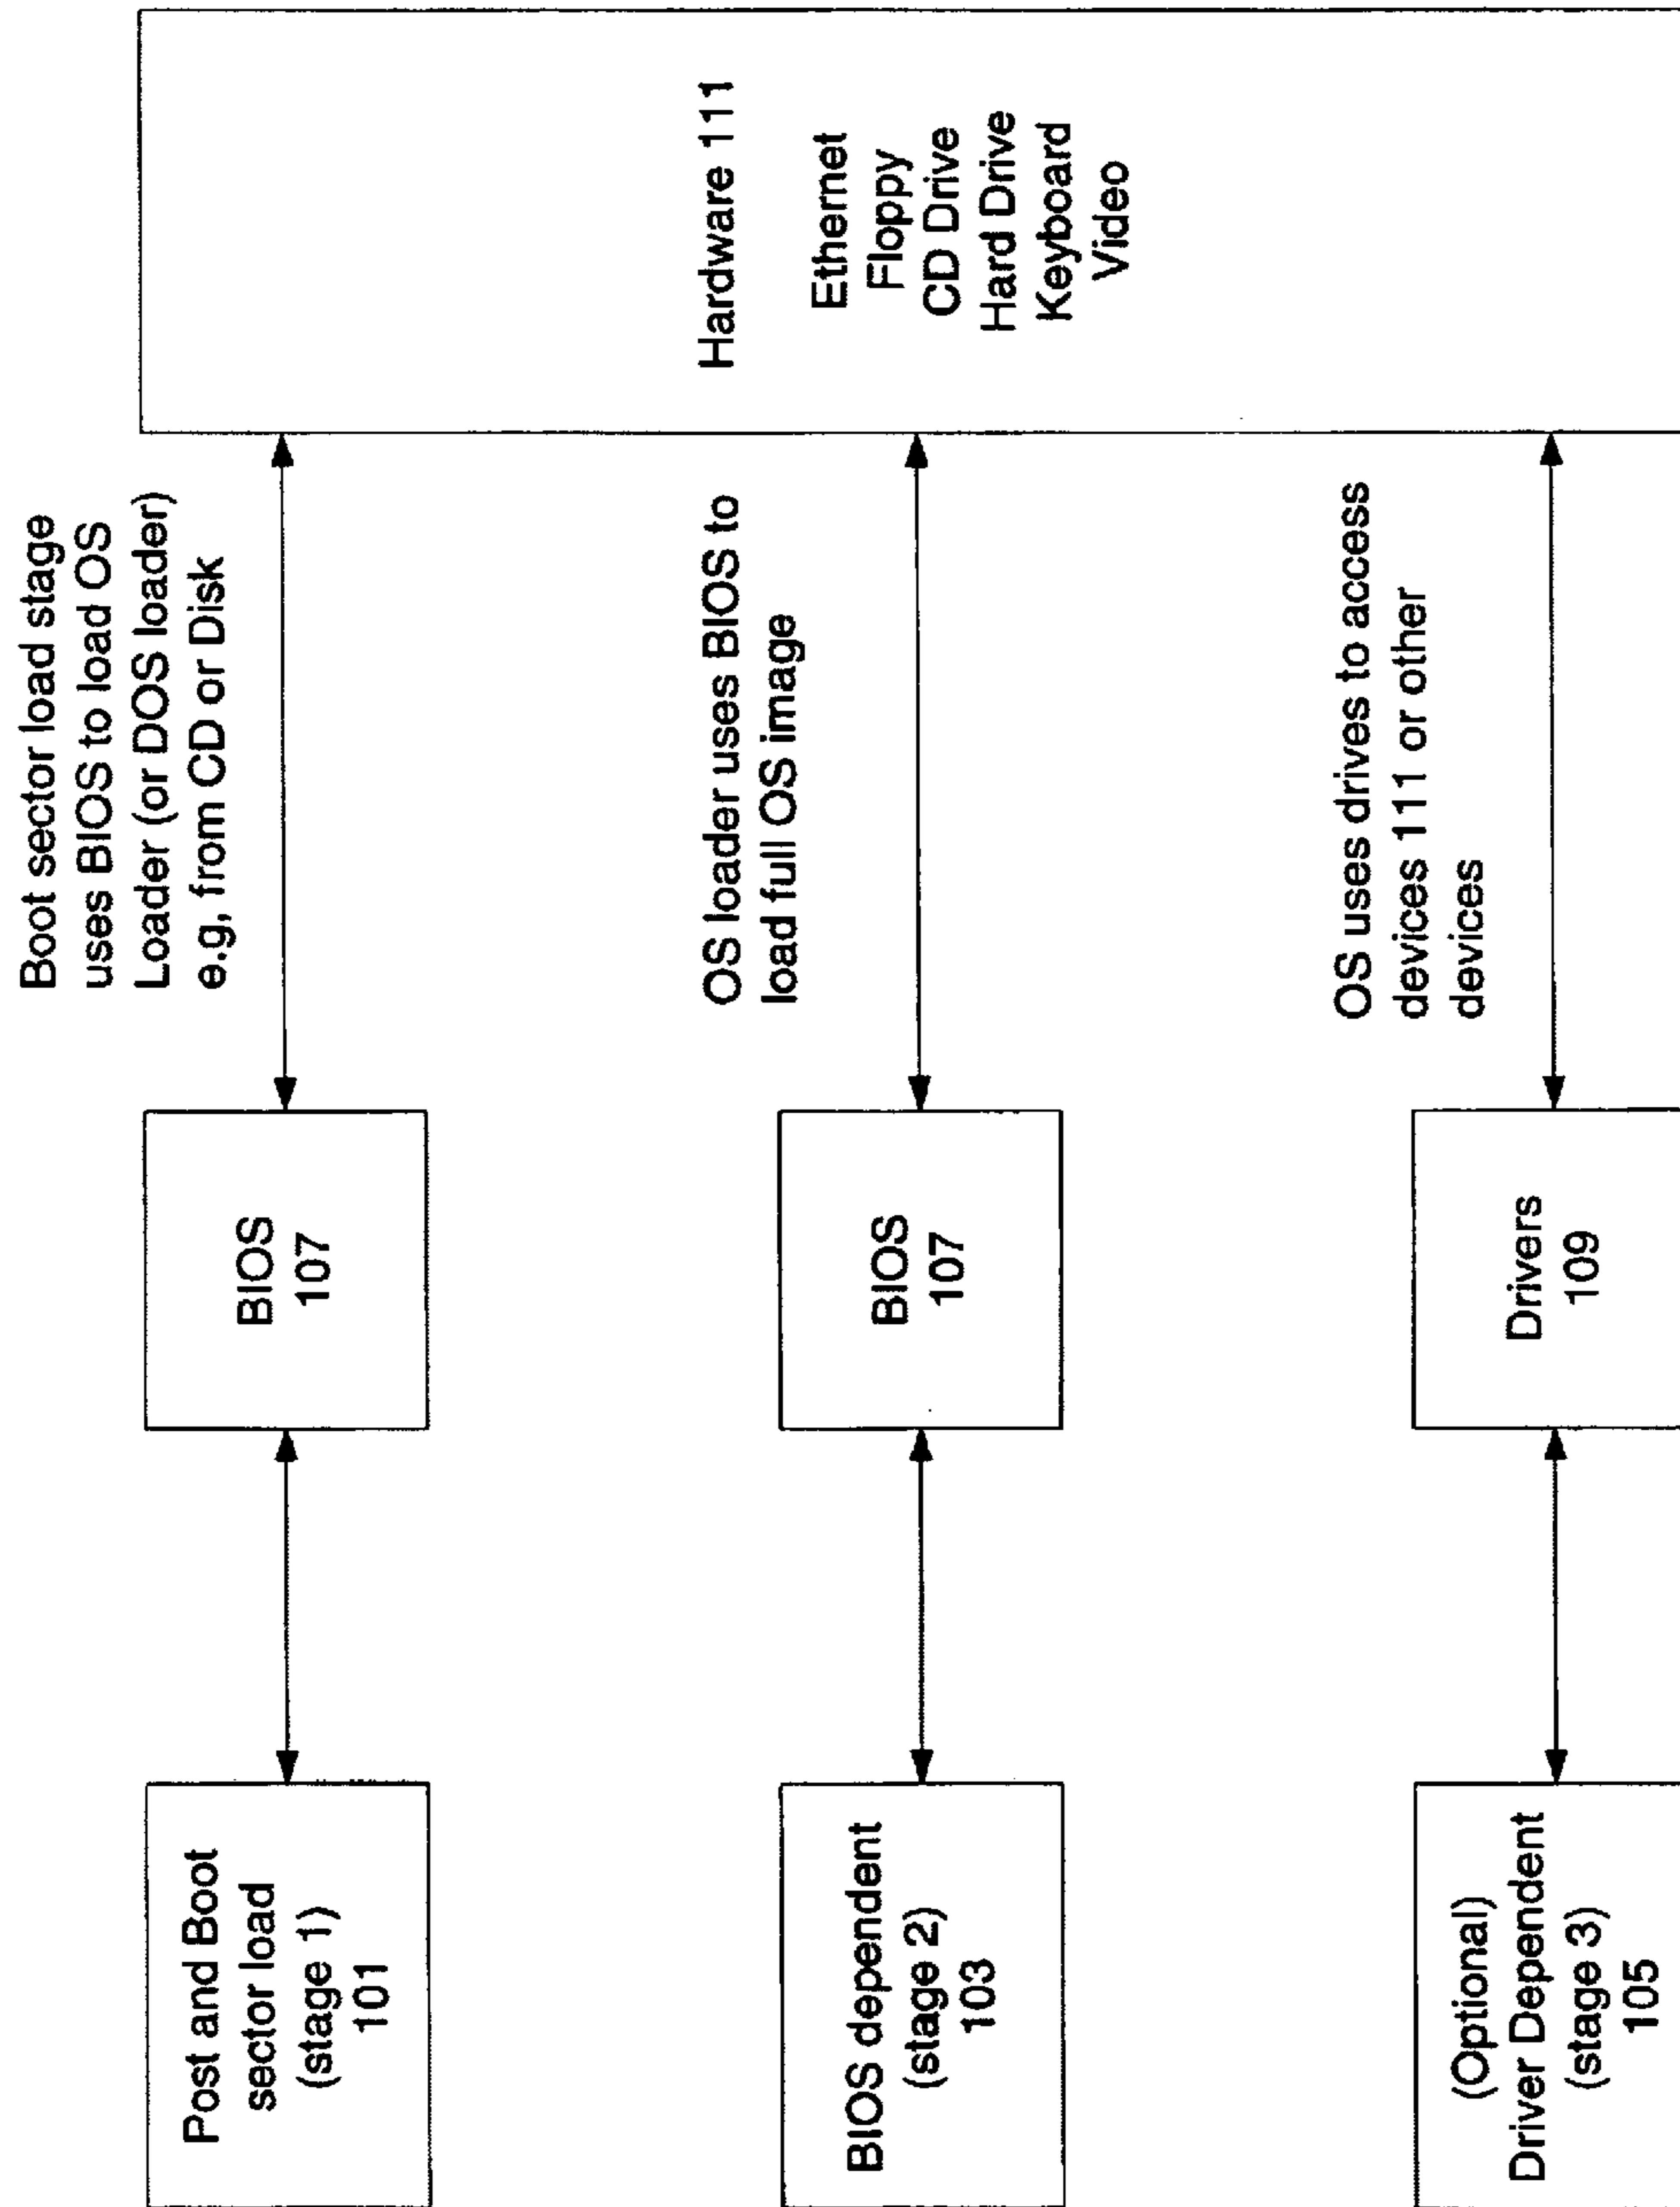 Post and Boot
sector load
(stage 1)
101
BIOS
107
Boot sector load stage
uses BIOS to load OS
Loader (or DOS loader)
e.g, from CD or Disk
BIOS dependent
(stage 2)
103
BIOS
107
OS loader uses BIOS to
load full OS image
(Optional)
Driver Dependent
(stage 3)
105
Drivers
109
OS uses drives to access
devices 111 or other
devices
Hardware 111
Ethernet
Floppy
CD Drive
Hard Drive
Keyboard
Video